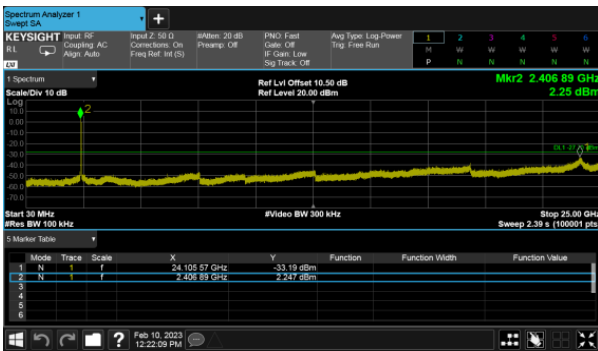 Spectrum Analyzer 1
Swept SA
+
KEYSIGHT Input: RF Input Z: 50 Ω #Atten: 20 dB PNO: Fast Avg Type: Log-Power 1 2 3 4 5 6
RL Coupling: AC Corrections: On Preamp: Off Gate: Off Trig: Free Run M W W W W W
Align: Auto Freq Ref: Int (S) IF Gain: Low P N N N N N
LXI Sig Track: Off
1 Spectrum Mkr2 2.406 89 GHz
Ref Lvl Offset 10.50 dB
Scale/Div 10 dB Ref Level 20.00 dBm 2.25 dBm
Log
10.0 2
0.00
-10.0
-20.0
-30.0
-40.0
-50.0
-60.0
-70.0
Start 30 MHz #Video BW 300 kHz Stop 25.00 GHz
#Res BW 100 kHz Sweep 2.39 s (100001 pts
5 Marker Table
Mode Trace Scale X Y Function Function Width Function Value
1 N 1 f 24.105 57 GHz -33.19 dBm
2 N 1 f 2.406 89 GHz 2.247 dBm
3
4
5
6
? Feb 10, 2023
12:22:09 PM